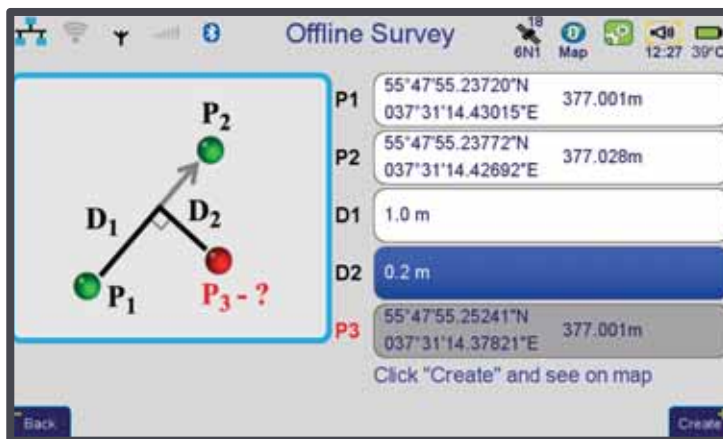 Offline Survey
18
6N1
Map
12:27
39°C
P2
D1
D2
P1
P3 - ?
P1
55°47'55.23720"N
037°31'14.43015"E
377.001m
P2
55°47'55.23772"N
037°31'14.42692"E
377.028m
D1
1.0 m
D2
0.2 m
P3
55°47'55.25241"N
037°31'14.37821"E
377.001m
Click "Create" and see on map
Back
Create